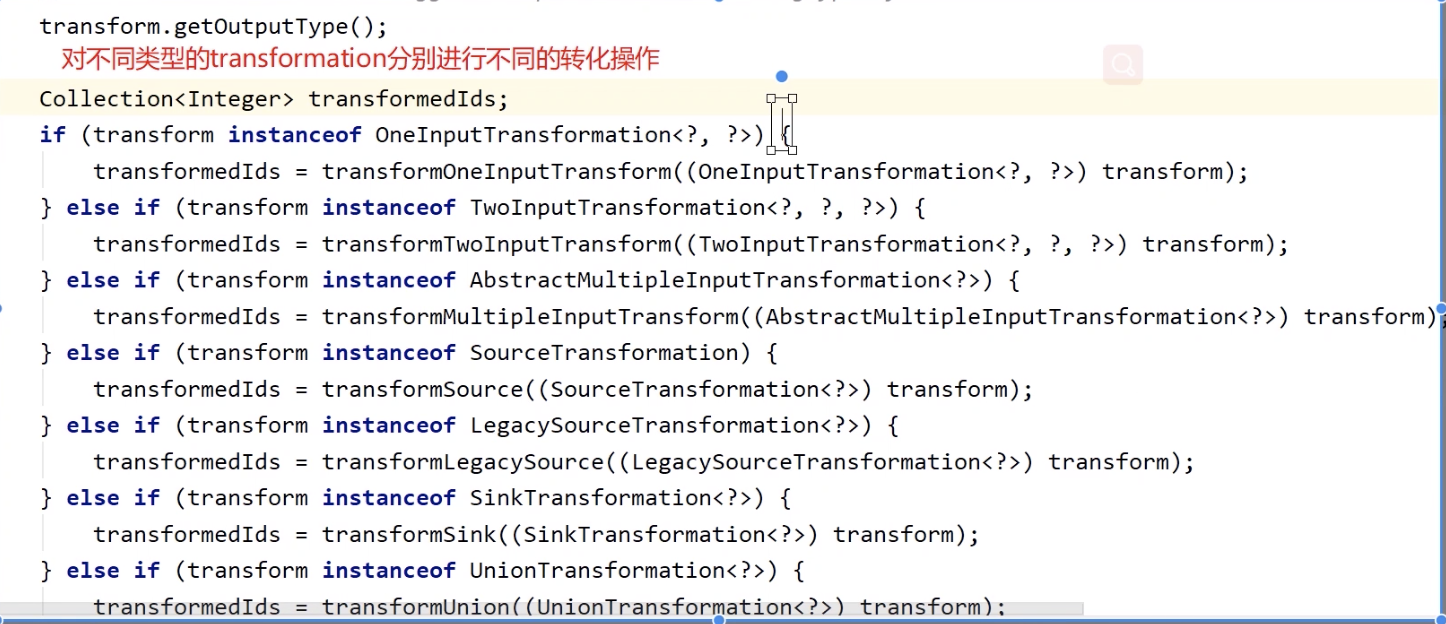 transform.getOutputType();
对不同类型的transformation分别进行不同的转化操作
Collection<Integer> transformedIds;
if (transform instanceof OneInputTransformation<?, ?>) {
transformedIds = transformOneInputTransform((OneInputTransformation<?, ?>) transform);
} else if (transform instanceof TwoInputTransformation<?, ?, ?>) {
transformedIds = transformTwoInputTransform((TwoInputTransformation<?, ?, ?>) transform);
} else if (transform instanceof AbstractMultipleInputTransformation<?>) {
transformedIds = transformMultipleInputTransform((AbstractMultipleInputTransformation<?>) transform);
} else if (transform instanceof SourceTransformation) {
transformedIds = transformSource((SourceTransformation<?>) transform);
} else if (transform instanceof LegacySourceTransformation<?>) {
transformedIds = transformLegacySource((LegacySourceTransformation<?>) transform);
} else if (transform instanceof SinkTransformation<?>) {
transformedIds = transformSink((SinkTransformation<?>) transform);
} else if (transform instanceof UnionTransformation<?>) {
transformedIds = transformUnion((UnionTransformation<?>) transform);